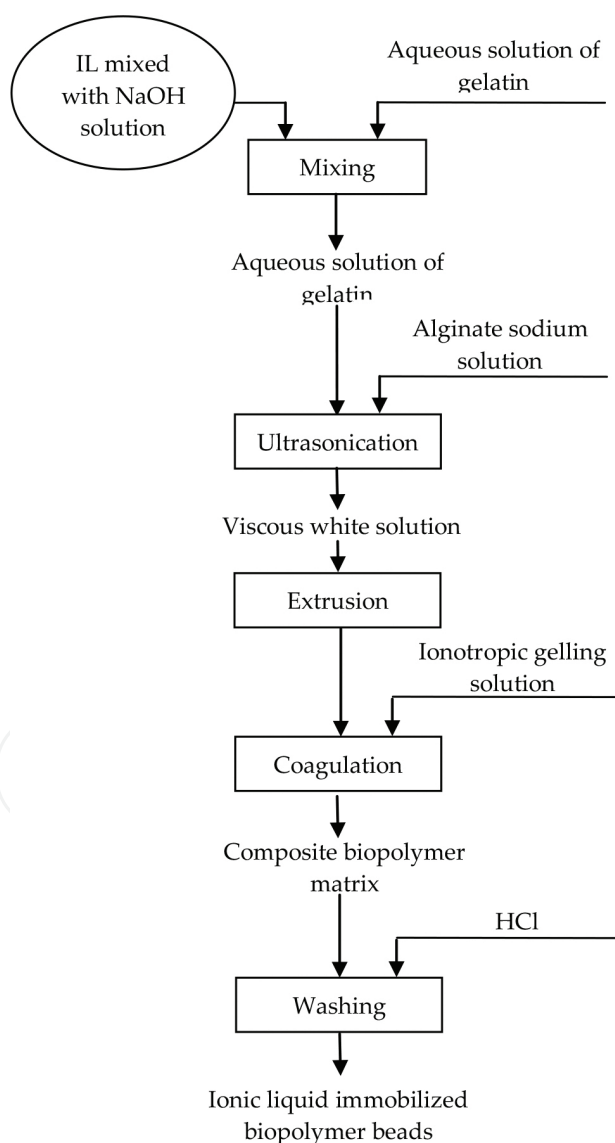 IL mixed
with NaOH
solution
Aqueous solution of
gelatin
Mixing
Aqueous solution of
gelatin
Alginate sodium
solution
Ultrasonication
Viscous white solution
Extrusion
Ionotropic gelling
solution
Coagulation
Composite biopolymer
matrix
HCl
Washing
Ionic liquid immobilized
biopolymer beads